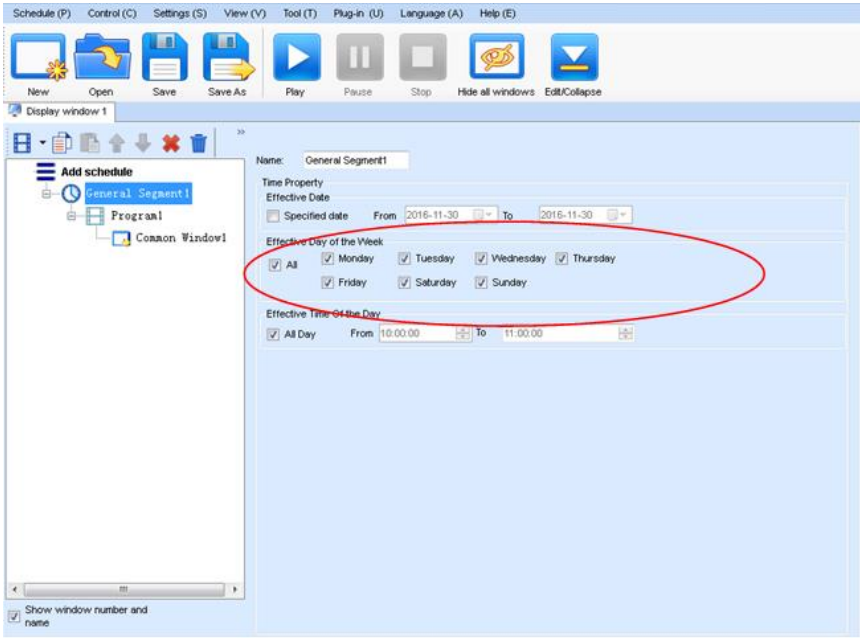 Schedule (P) Control (C) Settings (S) View (V) Tool (T) Plug-in (U) Language (A) Help (E)
New Open Save Save As Play Pause Stop Hide all windows Edit/Collapse
Display window 1
»
Add schedule
General Segment1
Program1
Common Window1
Name: General Segment1
Time Property
Effective Date
Specified date From 2016-11-30 To 2016-11-30
Effective Day of the Week
All Monday Tuesday Wednesday Thursday
Friday Saturday Sunday
Effective Time Of the Day
All Day From 10:00:00 To 11:00:00
Show window number and
name